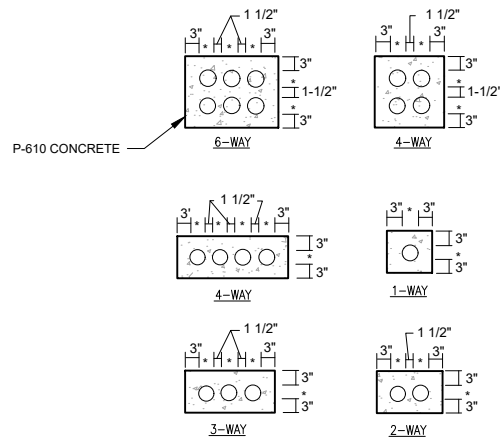 1 1/2" 1 1/2"
3" * * * 3" 3" * * 3"
3" 3"
* *
1-1/2" 1-1/2"
* *
3" 3"
P-610 CONCRETE
6-WAY 4-WAY
1 1/2"
3' * * * * 3" 3" * 3"
3" 3"
* *
3" 3"
4-WAY 1-WAY
1 1/2" 1 1/2"
3" * * * 3" 3" * * 3"
3" 3"
* *
3" 3"
3-WAY 2-WAY